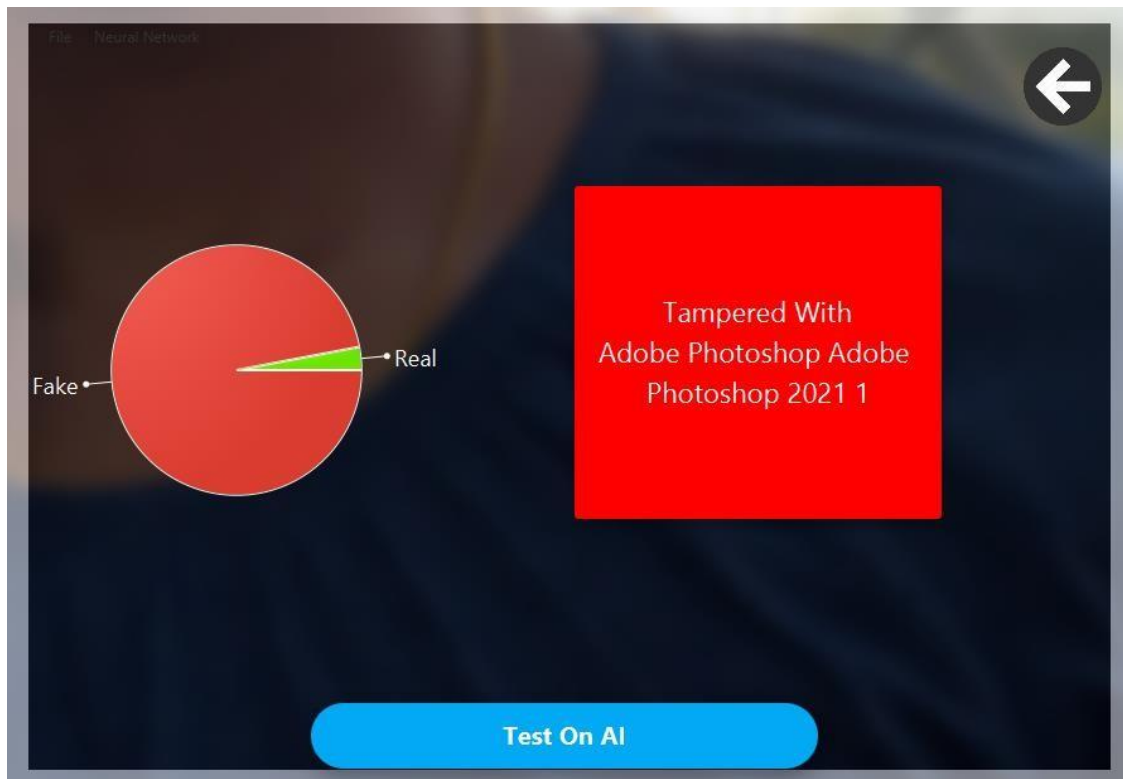 File Neural Network
Fake
Real
Tampered With
Adobe Photoshop Adobe
Photoshop 2021 1
Test On AI